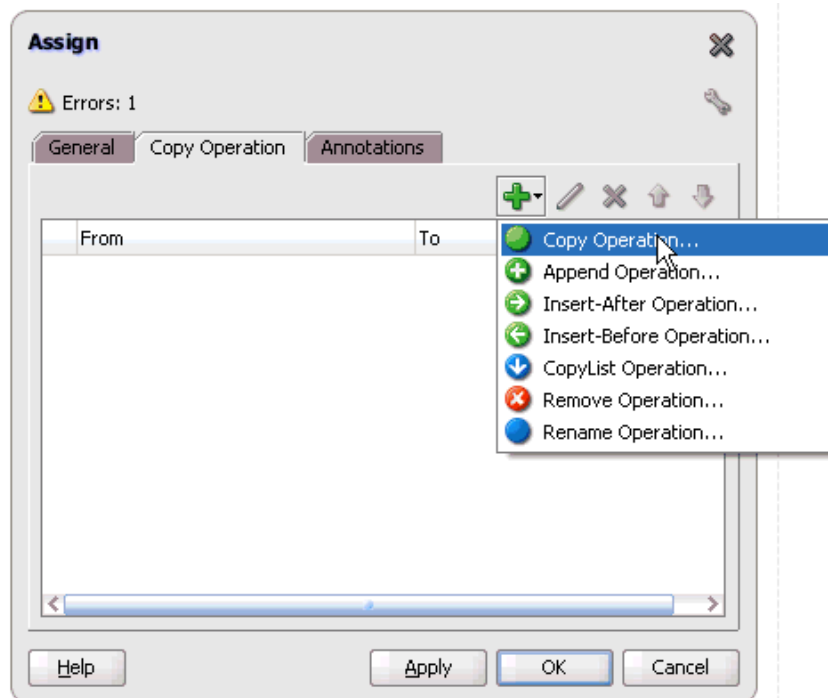 Assign
Errors: 1
General Copy Operation Annotations
From To
Copy Operation...
Append Operation...
Insert-After Operation...
Insert-Before Operation...
CopyList Operation...
Remove Operation...
Rename Operation...
Help Apply OK Cancel